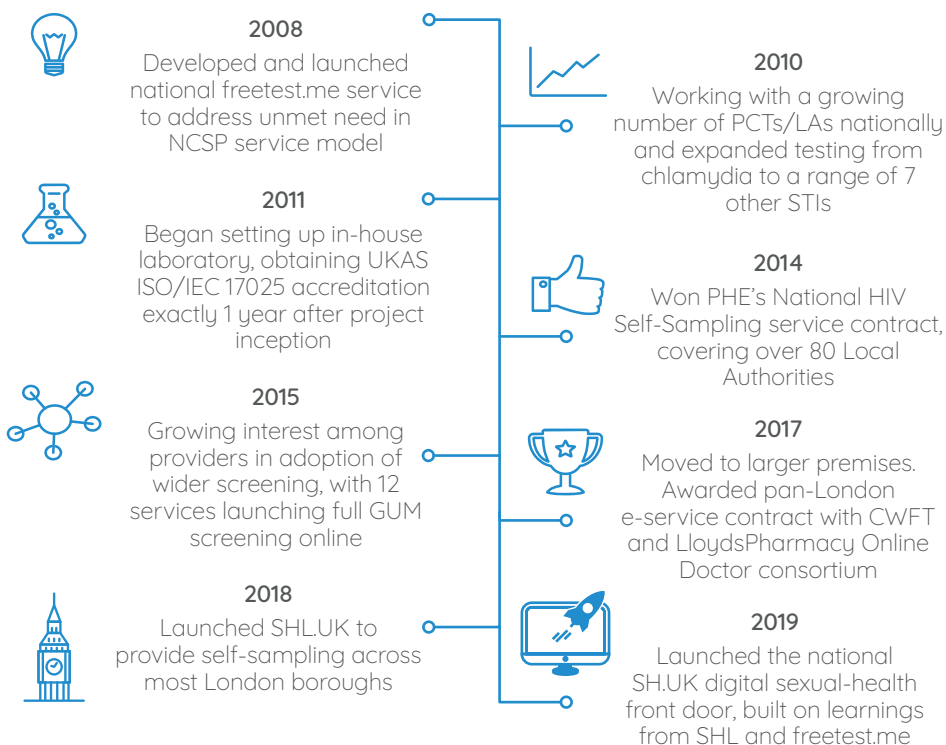 2008
Developed and launched
national freetest.me service
to address unmet need in
NCSP service model
2010
Working with a growing
number of PCTs/LAs nationally
and expanded testing from
chlamydia to a range of 7
other STIs
2011
Began setting up in-house
laboratory, obtaining UKAS
ISO/IEC 17025 accreditation
exactly 1 year after project
inception
2014
Won PHE's National HIV
Self-Sampling service contract,
covering over 80 Local
Authorities
2015
Growing interest among
providers in adoption of
wider screening, with 12
services launching full GUM
screening online
2017
Moved to larger premises.
Awarded pan-London
e-service contract with CWFT
and LloydsPharmacy Online
Doctor consortium
2018
Launched SHL.UK to
provide self-sampling across
most London boroughs
2019
Launched the national
SH.UK digital sexual-health
front door, built on learnings
from SHL and freetest.me